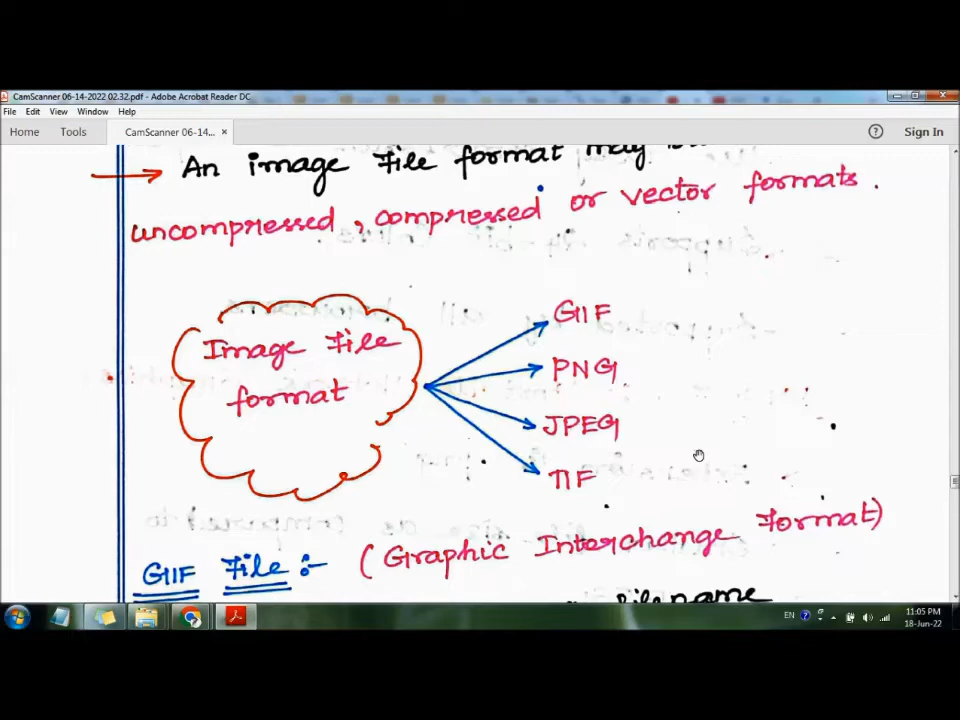 CamScanner 06-14-2022 02.32.pdf - Adobe Acrobat Reader DC
File Edit View Window Help
Home Tools CamScanner 06-14... × ? Sign In
An image File format may
uncompressed, compressed or vector formats.
Image File
format
GIF
PNG
JPEG
TIF
GIF File :- (Graphic Interchange Format)
filename
EN
11:05 PM
18-Jun-22